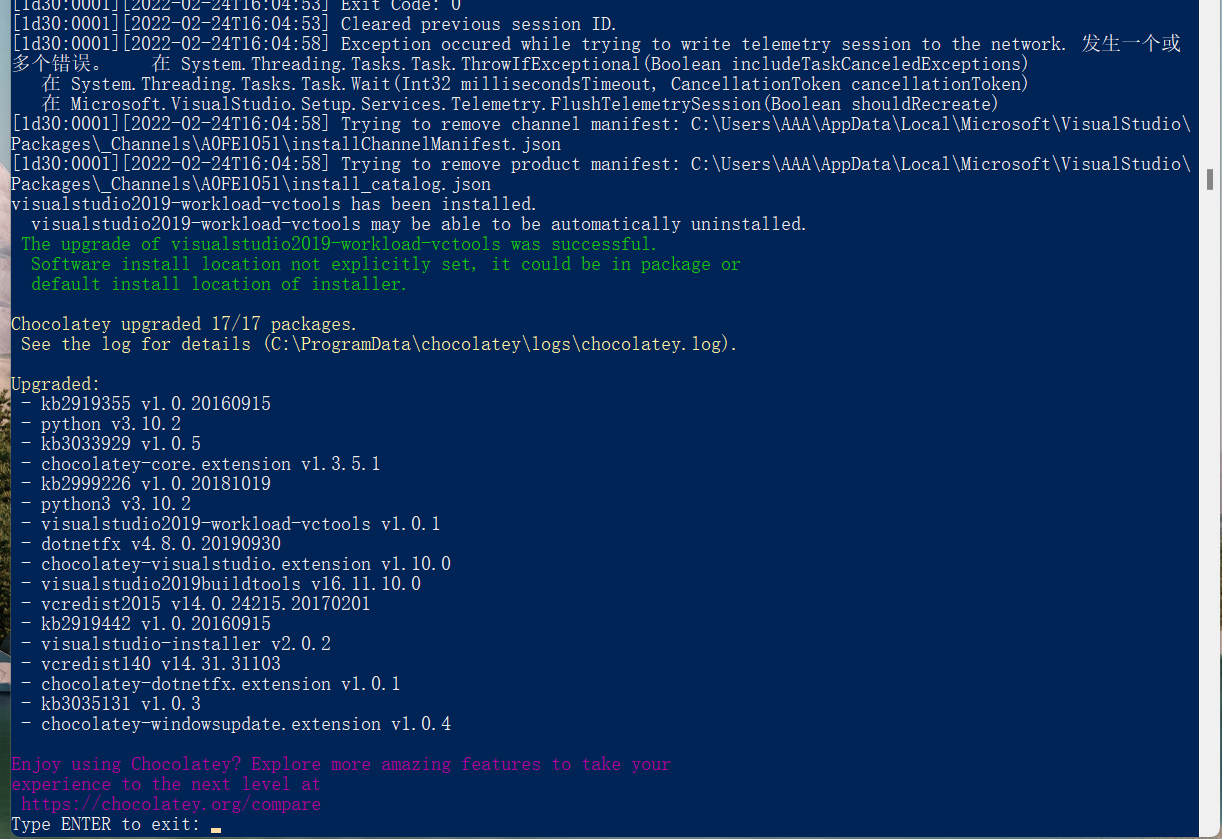 [1d30:0001][2022-02-24T16:04:53] Exit Code: 0
[1d30:0001][2022-02-24T16:04:53] Cleared previous session ID.
[1d30:0001][2022-02-24T16:04:58] Exception occured while trying to write telemetry session to the network. 发生一个或
多个错误。    在 System.Threading.Tasks.Task.ThrowIfExceptional(Boolean includeTaskCanceledExceptions)
   在 System.Threading.Tasks.Task.Wait(Int32 millisecondsTimeout, CancellationToken cancellationToken)
   在 Microsoft.VisualStudio.Setup.Services.Telemetry.FlushTelemetrySession(Boolean shouldRecreate)
[1d30:0001][2022-02-24T16:04:58] Trying to remove channel manifest: C:\Users\AAA\AppData\Local\Microsoft\VisualStudio\
Packages\_Channels\A0FE1051\installChannelManifest.json
[1d30:0001][2022-02-24T16:04:58] Trying to remove product manifest: C:\Users\AAA\AppData\Local\Microsoft\VisualStudio\
Packages\_Channels\A0FE1051\install_catalog.json
visualstudio2019-workload-vctools has been installed.
  visualstudio2019-workload-vctools may be able to be automatically uninstalled.
 The upgrade of visualstudio2019-workload-vctools was successful.
  Software install location not explicitly set, it could be in package or
  default install location of installer.
Chocolatey upgraded 17/17 packages.
 See the log for details (C:\ProgramData\chocolatey\logs\chocolatey.log).
Upgraded:
 - kb2919355 v1.0.20160915
 - python v3.10.2
 - kb3033929 v1.0.5
 - chocolatey-core.extension v1.3.5.1
 - kb2999226 v1.0.20181019
 - python3 v3.10.2
 - visualstudio2019-workload-vctools v1.0.1
 - dotnetfx v4.8.0.20190930
 - chocolatey-visualstudio.extension v1.10.0
 - visualstudio2019buildtools v16.11.10.0
 - vcredist2015 v14.0.24215.20170201
 - kb2919442 v1.0.20160915
 - visualstudio-installer v2.0.2
 - vcredist140 v14.31.31103
 - chocolatey-dotnetfx.extension v1.0.1
 - kb3035131 v1.0.3
 - chocolatey-windowsupdate.extension v1.0.4
Enjoy using Chocolatey? Explore more amazing features to take your
experience to the next level at
 https://chocolatey.org/compare
Type ENTER to exit: